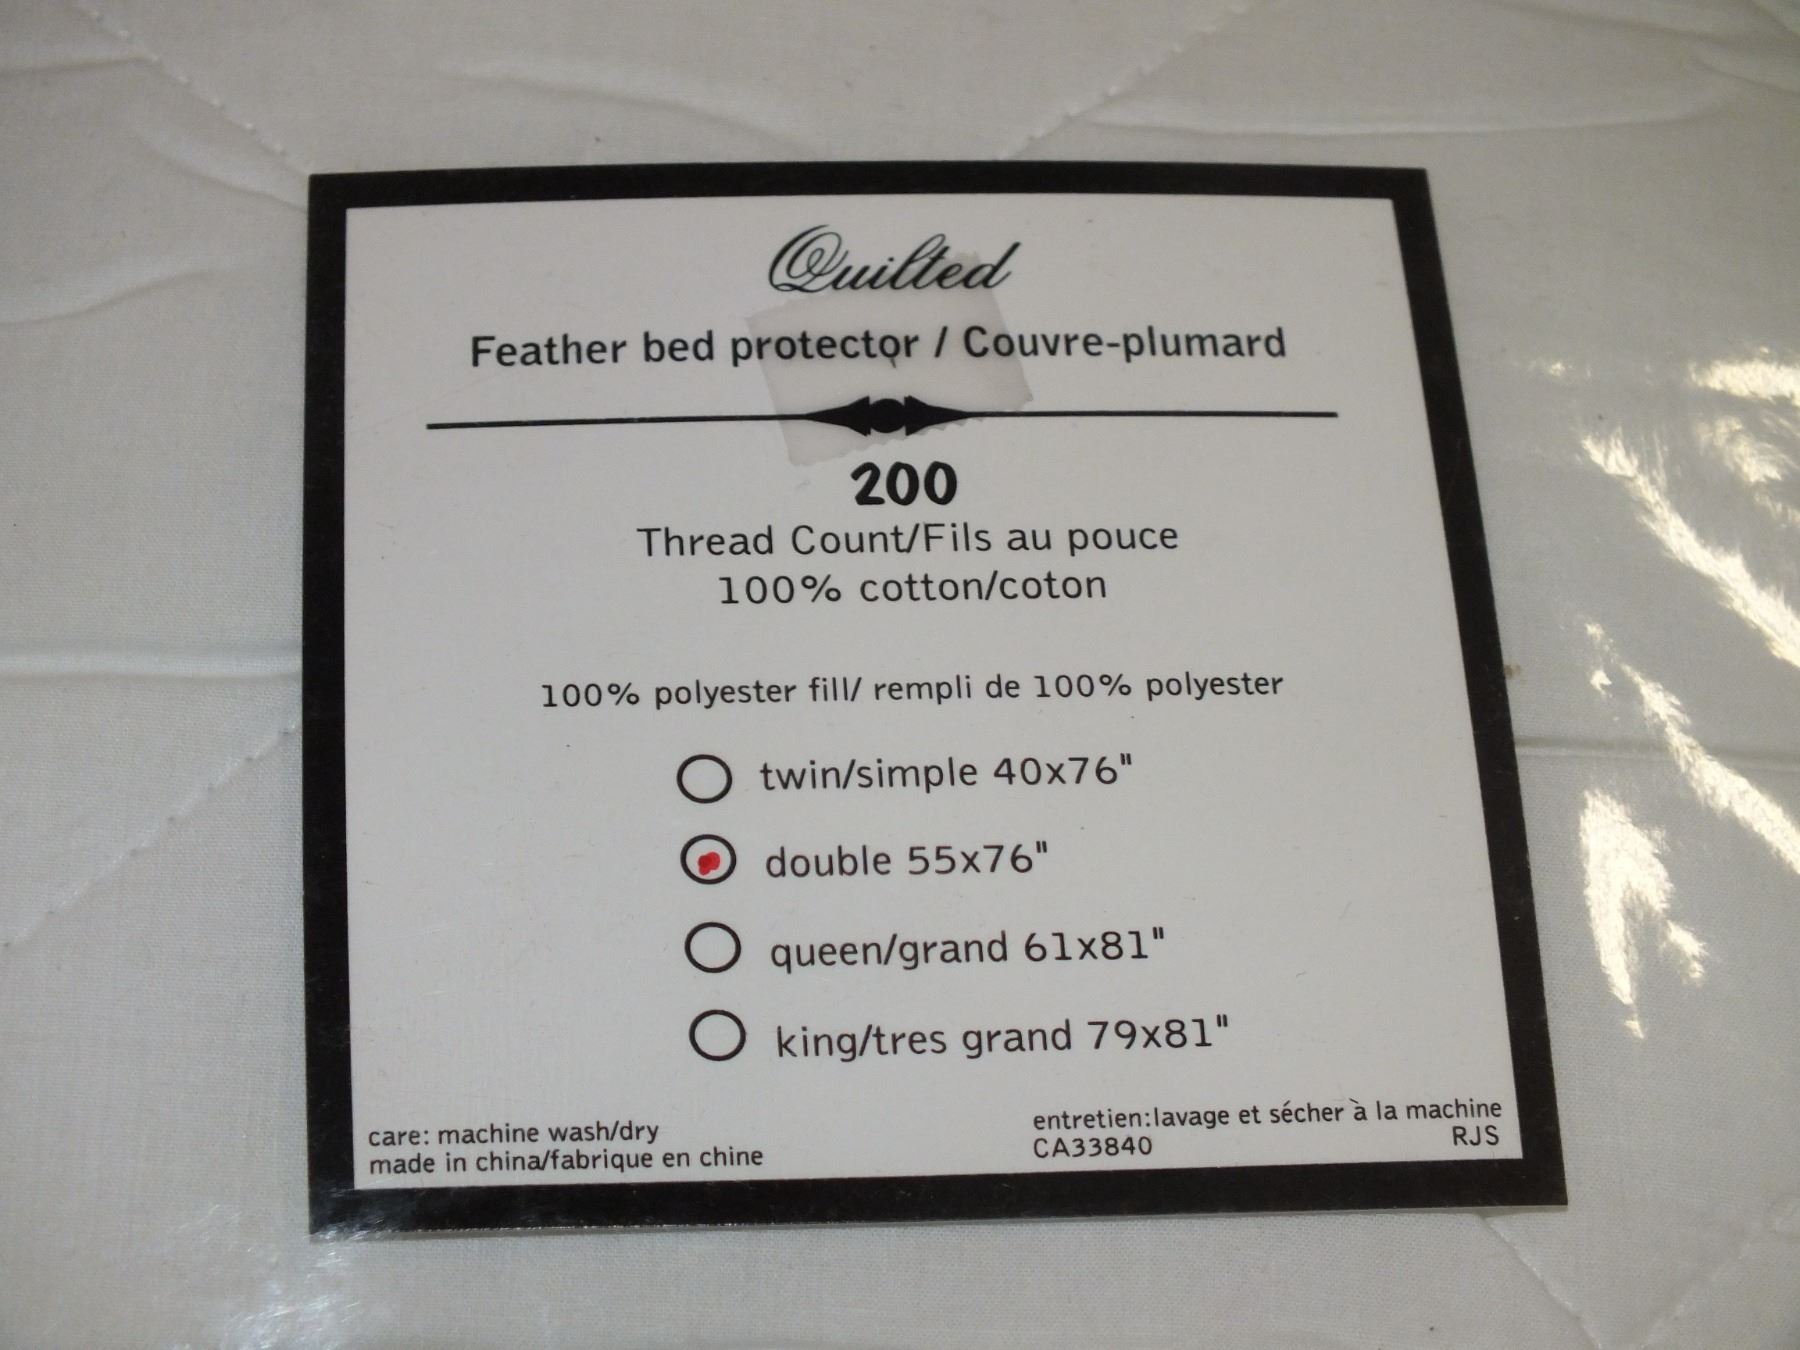 Quilted
Feather bed protector / Couvre-plumard
200
Thread Count/Fils au pouce
100% cotton/coton
100% polyester fill/ rempli de 100% polyester
twin/simple 40x76"
double 55x76"
queen/grand 61x81"
king/tres grand 79x81"
care: machine wash/dry
made in china/fabrique en chine
entretien:lavage et sécher à la machine
CA33840 RJS